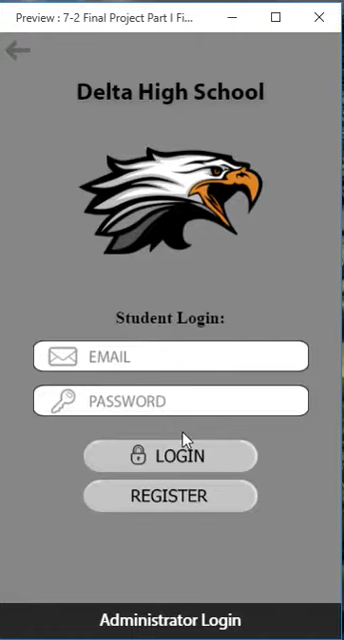 Preview : 7-2 Final Project Part I Fi...
Delta High School
Student Login:
EMAIL
PASSWORD
LOGIN
REGISTER
Administrator Login